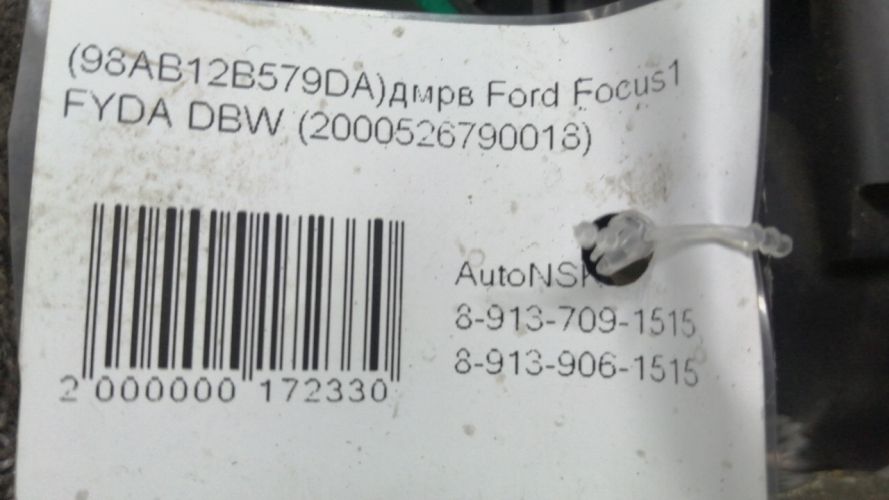 (98AB12B579DA)дмрв Ford Focus1
FYDA DBW (2000526790018)
AutoNSK
8-913-709-1515
8-913-906-1515
2 000000 172330